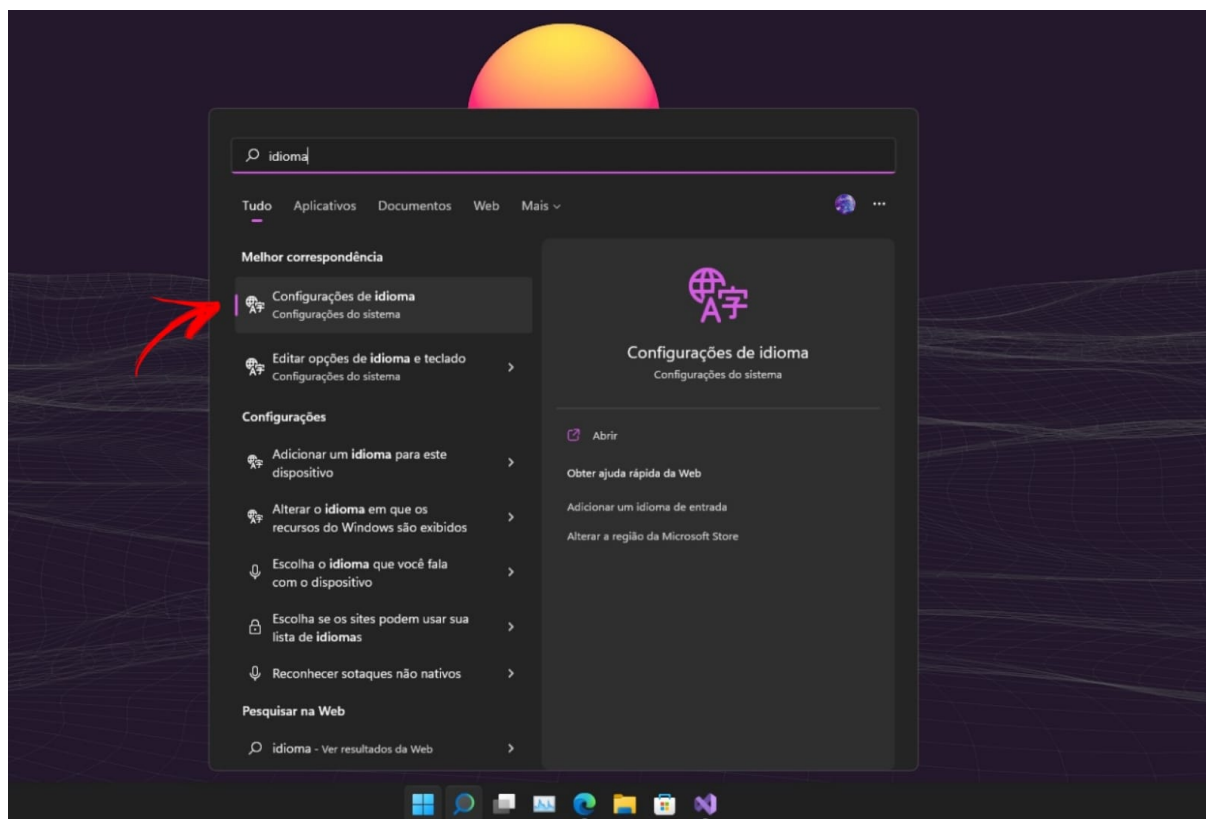 idioma
Tudo Aplicativos Documentos Web Mais
Melhor correspondência
Configurações de idioma
Configurações do sistema
Editar opções de idioma e teclado
Configurações do sistema
Configurações
Adicionar um idioma para este
dispositivo
Alterar o idioma em que os
recursos do Windows são exibidos
Escolha o idioma que você fala
com o dispositivo
Escolha se os sites podem usar sua
lista de idiomas
Reconhecer sotaques não nativos
Pesquisar na Web
idioma - Ver resultados da Web
A字
Configurações de idioma
Configurações do sistema
Abrir
Obter ajuda rápida da Web
Adicionar um idioma de entrada
Alterar a região da Microsoft Store